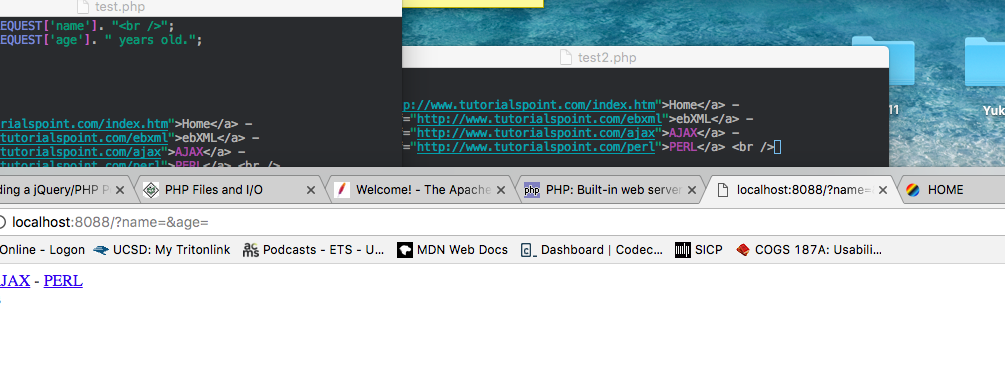 test.php
EQUEST['name']. "<br />";
EQUEST['age']. " years old.";
rialspoint.com/index.htm">Home</a> –
tutorialspoint.com/ebxml">ebXML</a> –
tutorialspoint.com/ajax">AJAX</a> –
tutorialspoint.com/perl">PERL</a> <br />
test2.php
p://www.tutorialspoint.com/index.htm">Home</a> –
="http://www.tutorialspoint.com/ebxml">ebXML</a> –
="http://www.tutorialspoint.com/ajax">AJAX</a> –
="http://www.tutorialspoint.com/perl">PERL</a> <br />
11
Yuk
ding a jQuery/PHP P
PHP Files and I/O
Welcome! - The Apache
php PHP: Built-in web server
localhost:8088/?name=
HOME
localhost:8088/?name=&age=
Online - Logon
UCSD: My Tritonlink
acms Podcasts - ETS - U...
MDN Web Docs
Dashboard | Codec...
SICP
COGS 187A: Usabili...
JAX - PERL